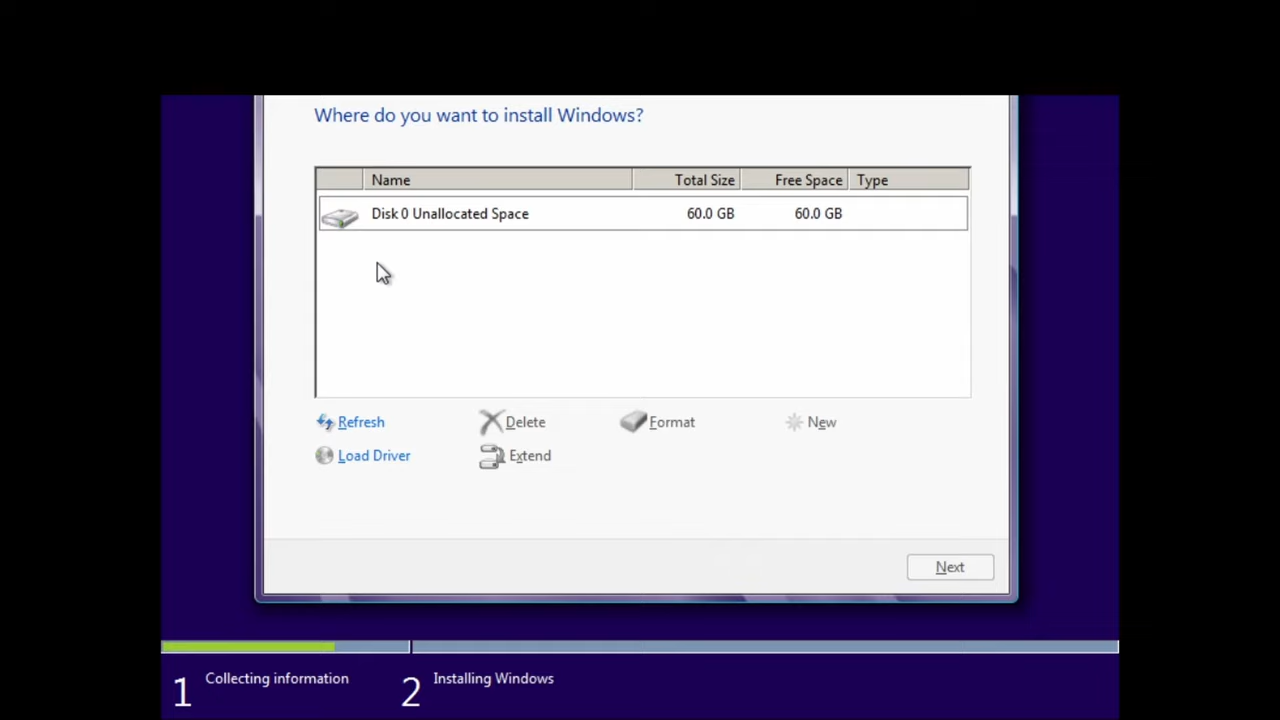 Where do you want to install Windows?
Name Total Size Free Space Type
Disk 0 Unallocated Space 60.0 GB 60.0 GB
Refresh Delete Format New
Load Driver Extend
Next
1 Collecting information 2 Installing Windows